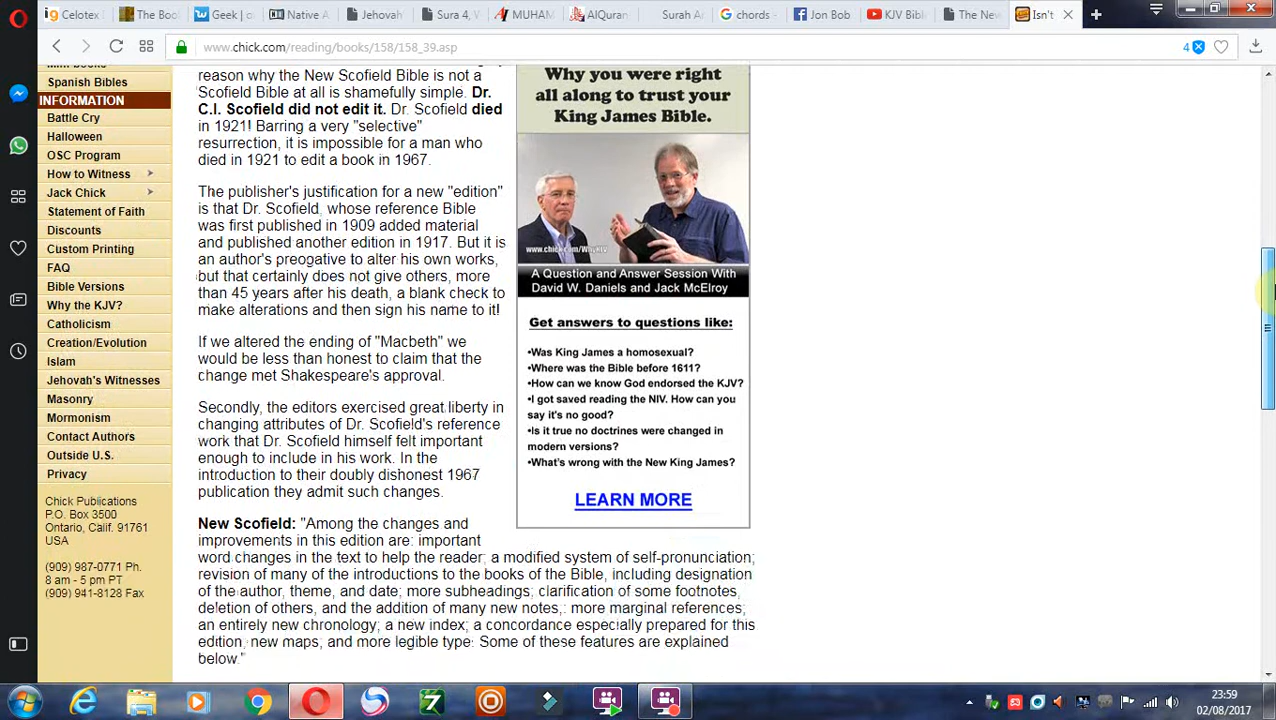 Celotex
The Boo
Geek | o
Native A
Jehovah'
Sura 4, V
MUHAM
AlQuran
Surah Ar
chords -
Jon Bob
KJV Bibl
The New
Isn't
www.chick.com/reading/books/158/158_39.asp
4
Spanish Bibles
INFORMATION
Battle Cry
Halloween
OSC Program
How to Witness
Jack Chick
Statement of Faith
Discounts
Custom Printing
FAQ
Bible Versions
Why the KJV?
Catholicism
Creation/Evolution
Islam
Jehovah's Witnesses
Masonry
Mormonism
Contact Authors
Outside U.S.
Privacy
Chick Publications
P.O. Box 3500
Ontario, Calif. 91761
USA
(909) 987-0771 Ph.
8 am - 5 pm PT
(909) 941-8128 Fax
reason why the New Scofield Bible is not a
Scofield Bible at all is shamefully simple. Dr.
C.I. Scofield did not edit it. Dr. Scofield died
in 1921! Barring a very "selective"
resurrection, it is impossible for a man who
died in 1921 to edit a book in 1967.
The publisher's justification for a new "edition"
is that Dr. Scofield, whose reference Bible
was first published in 1909 added material
and published another edition in 1917. But it is
an author's preogative to alter his own works,
but that certainly does not give others, more
than 45 years after his death, a blank check to
make alterations and then sign his name to it!
If we altered the ending of "Macbeth" we
would be less than honest to claim that the
change met Shakespeare's approval.
Secondly, the editors exercised great liberty in
changing attributes of Dr. Scofield's reference
work that Dr. Scofield himself felt important
enough to include in his work. In the
introduction to their doubly dishonest 1967
publication they admit such changes.
New Scofield: "Among the changes and
improvements in this edition are: important
word changes in the text to help the reader; a modified system of self-pronunciation;
revision of many of the introductions to the books of the Bible, including designation
of the author, theme, and date; more subheadings; clarification of some footnotes,
deletion of others, and the addition of many new notes,: more marginal references;
an entirely new chronology; a new index; a concordance especially prepared for this
edition; new maps; and more legible type. Some of these features are explained
below."
Why you were right
all along to trust your
King James Bible.
www.chick.com/WhyKJV
A Question and Answer Session With
David W. Daniels and Jack McElroy
Get answers to questions like:
•Was King James a homosexual?
•Where was the Bible before 1611?
•How can we know God endorsed the KJV?
•I got saved reading the NIV. How can you
say it's no good?
•Is it true no doctrines were changed in
modern versions?
•What's wrong with the New King James?
LEARN MORE
23:59
02/08/2017